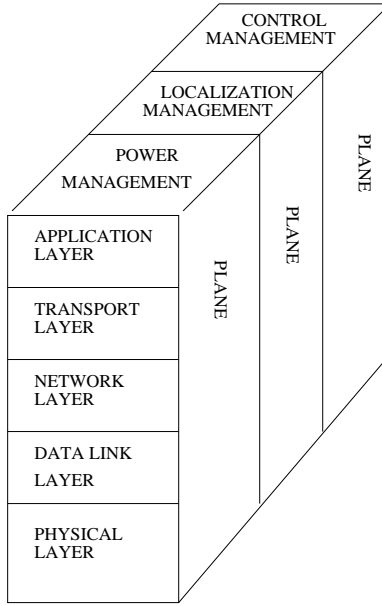 CONTROL
MANAGEMENT
LOCALIZATION
MANAGEMENT
POWER
MANAGEMENT
APPLICATION
LAYER
TRANSPORT
LAYER
NETWORK
LAYER
DATA LINK
LAYER
PHYSICAL
LAYER
PLANE
PLANE
PLANE